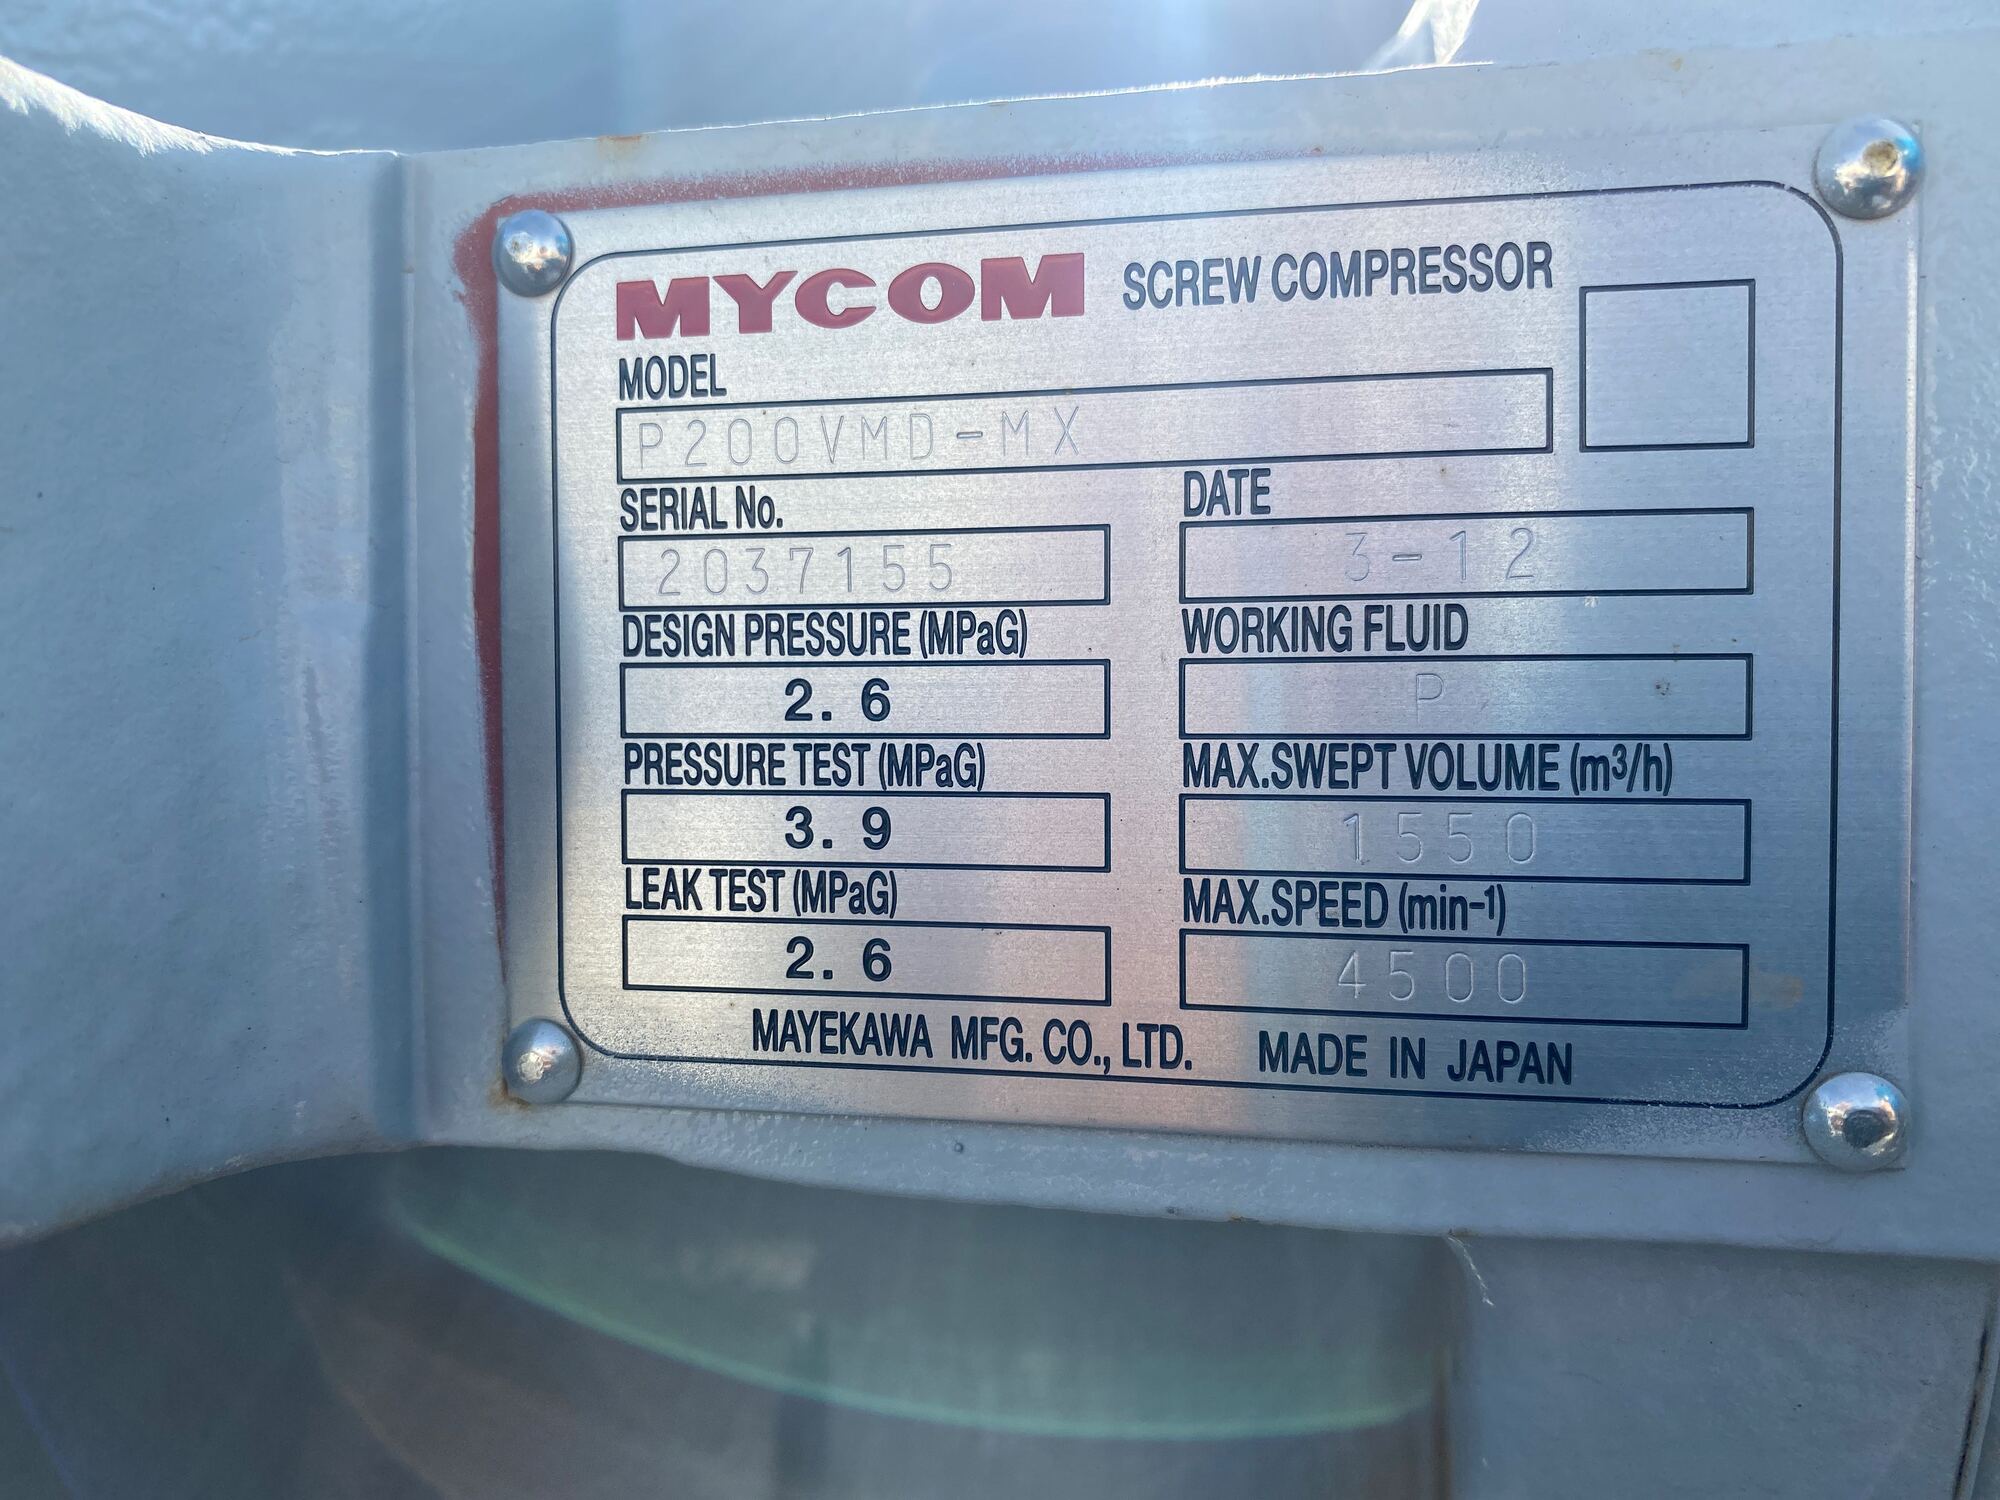 MYCOM SCREW COMPRESSOR
MODEL
P200VMD-MX
SERIAL No. DATE
2037155 3-12
DESIGN PRESSURE (MPaG) WORKING FLUID
2.6 P
PRESSURE TEST (MPaG) MAX.SWEPT VOLUME (m³/h)
3.9 1550
LEAK TEST (MPaG) MAX.SPEED (min⁻¹)
2.6 4500
MAYEKAWA MFG. CO., LTD. MADE IN JAPAN